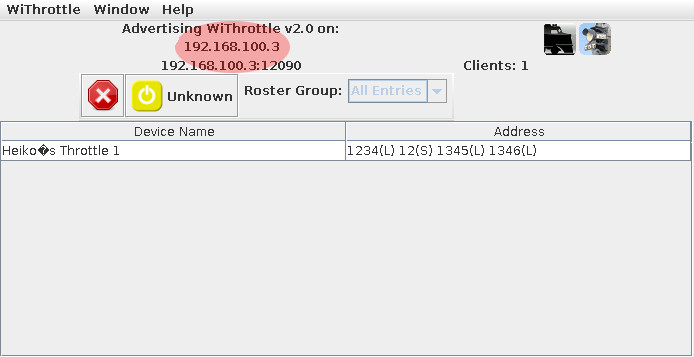 WiThrottle Window Help
Advertising WiThrottle v2.0 on:
192.168.100.3
192.168.100.3:12090 Clients: 1
Unknown Roster Group: All Entries
Device Name Address
Heiko�s Throttle 1 1234(L) 12(S) 1345(L) 1346(L)